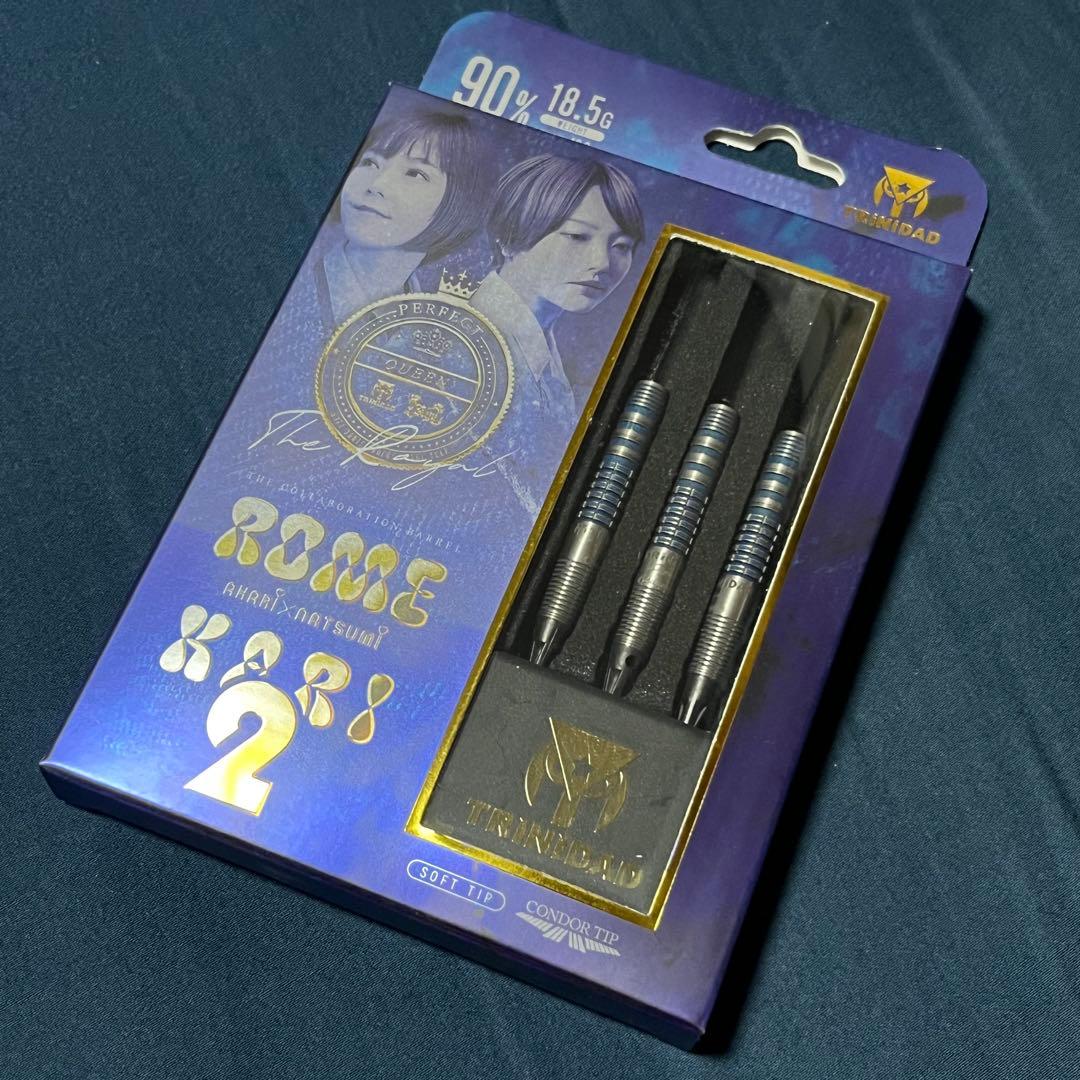 90%
18.5G
WEIGHT
TRiNiDAD
PERFECT
QUEEN
TRiNiDAD
The Royal
THE COLLABORATION BARREL
ROME
AKARi×NATSUMi
KARI
2
TRiNiDAD
SOFT TIP
CONDOR TIP